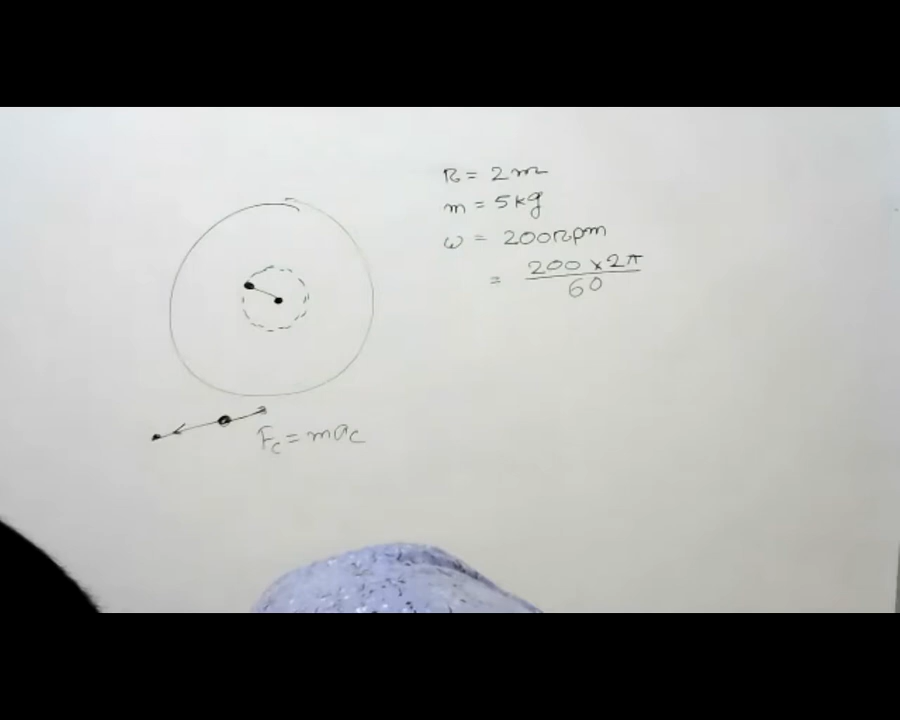 R = 2m
m = 5kg
ω = 200Rpm
= 200 x 2π / 60
Fc = mac